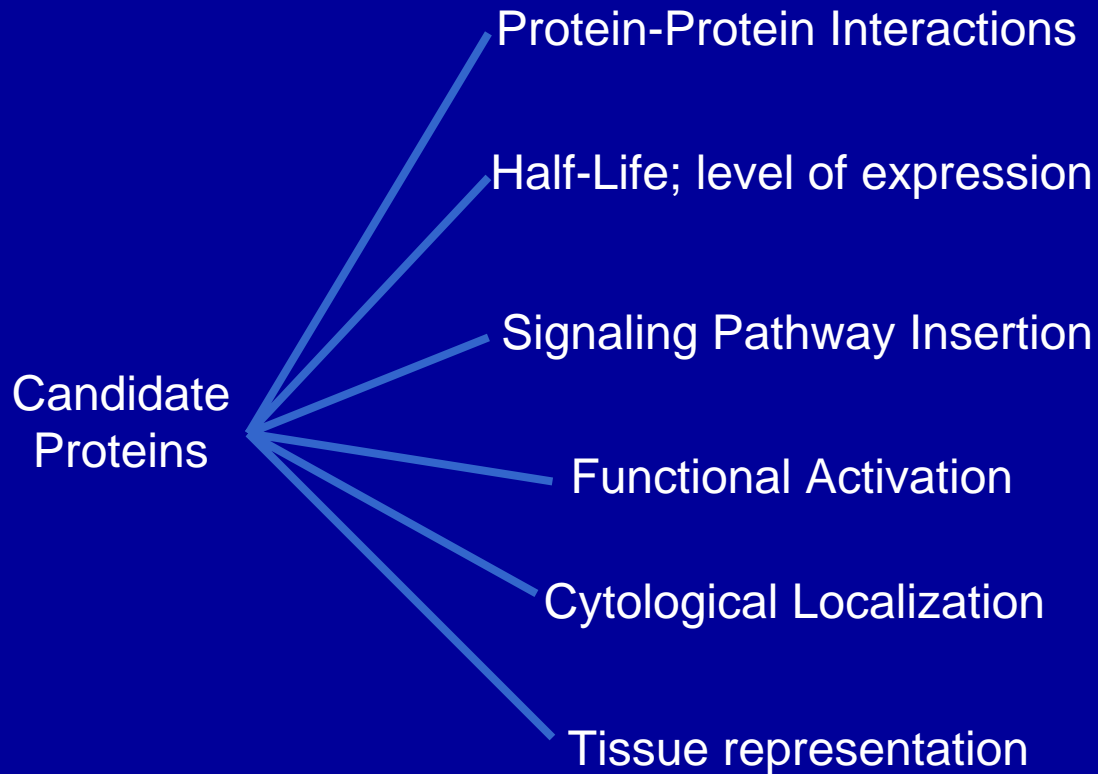 Protein-Protein Interactions
Half-Life; level of expression
Signaling Pathway Insertion
Candidate
Proteins
Functional Activation
Cytological Localization
Tissue representation